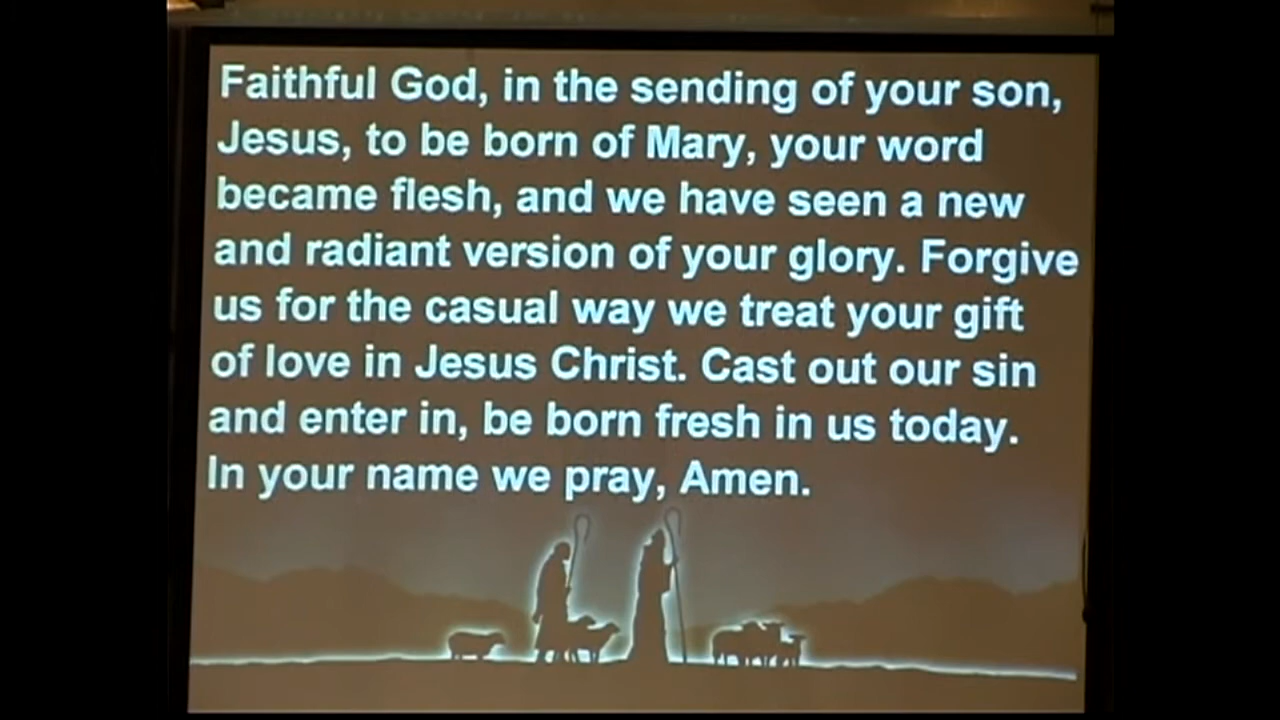 Faithful God, in the sending of your son,
Jesus, to be born of Mary, your word
became flesh, and we have seen a new
and radiant version of your glory. Forgive
us for the casual way we treat your gift
of love in Jesus Christ. Cast out our sin
and enter in, be born fresh in us today.
In your name we pray, Amen.